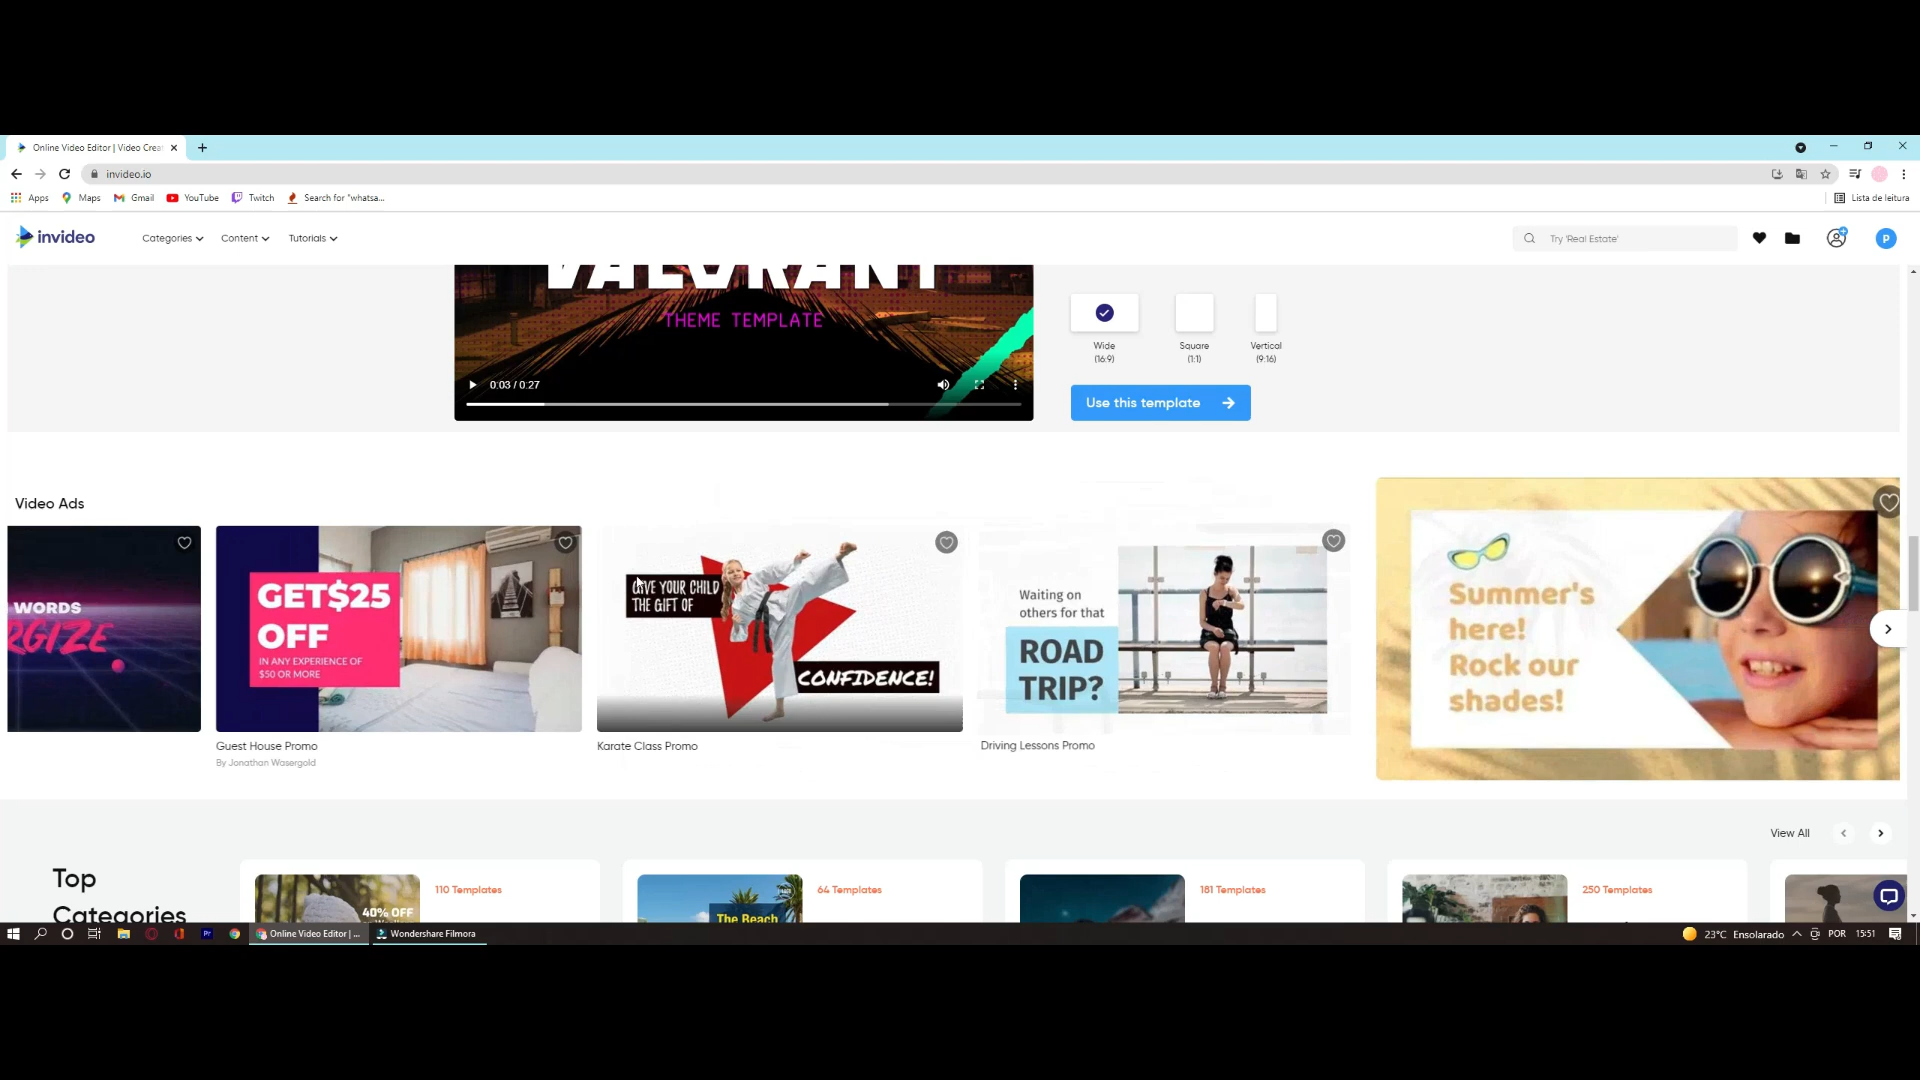 Online Video Editor | Video Crea
invideo.io
Apps
Maps
Gmail
YouTube
Twitch
Search for "whatsa...
Lista de leitura
invideo
Categories
Content
Tutorials
Try 'Real Estate'
P
VALORANT
THEME TEMPLATE
0:03 / 0:27
Wide
(16:9)
Square
(1:1)
Vertical
(9:16)
Use this template
Video Ads
WORDS
RGIZE
GET$25
OFF
IN ANY EXPERIENCE OF
$50 OR MORE
Guest House Promo
By Jonathan Wasergold
GIVE YOUR CHILD
THE GIFT OF
CONFIDENCE!
Karate Class Promo
Waiting on
others for that
ROAD
TRIP?
Driving Lessons Promo
Summer's
here!
Rock our
shades!
View All
Top
Categories
110 Templates
40% OFF
64 Templates
The Beach
181 Templates
250 Templates
Pr
Online Video Editor | ...
Wondershare Filmora
23°C Ensolarado
POR
15:51